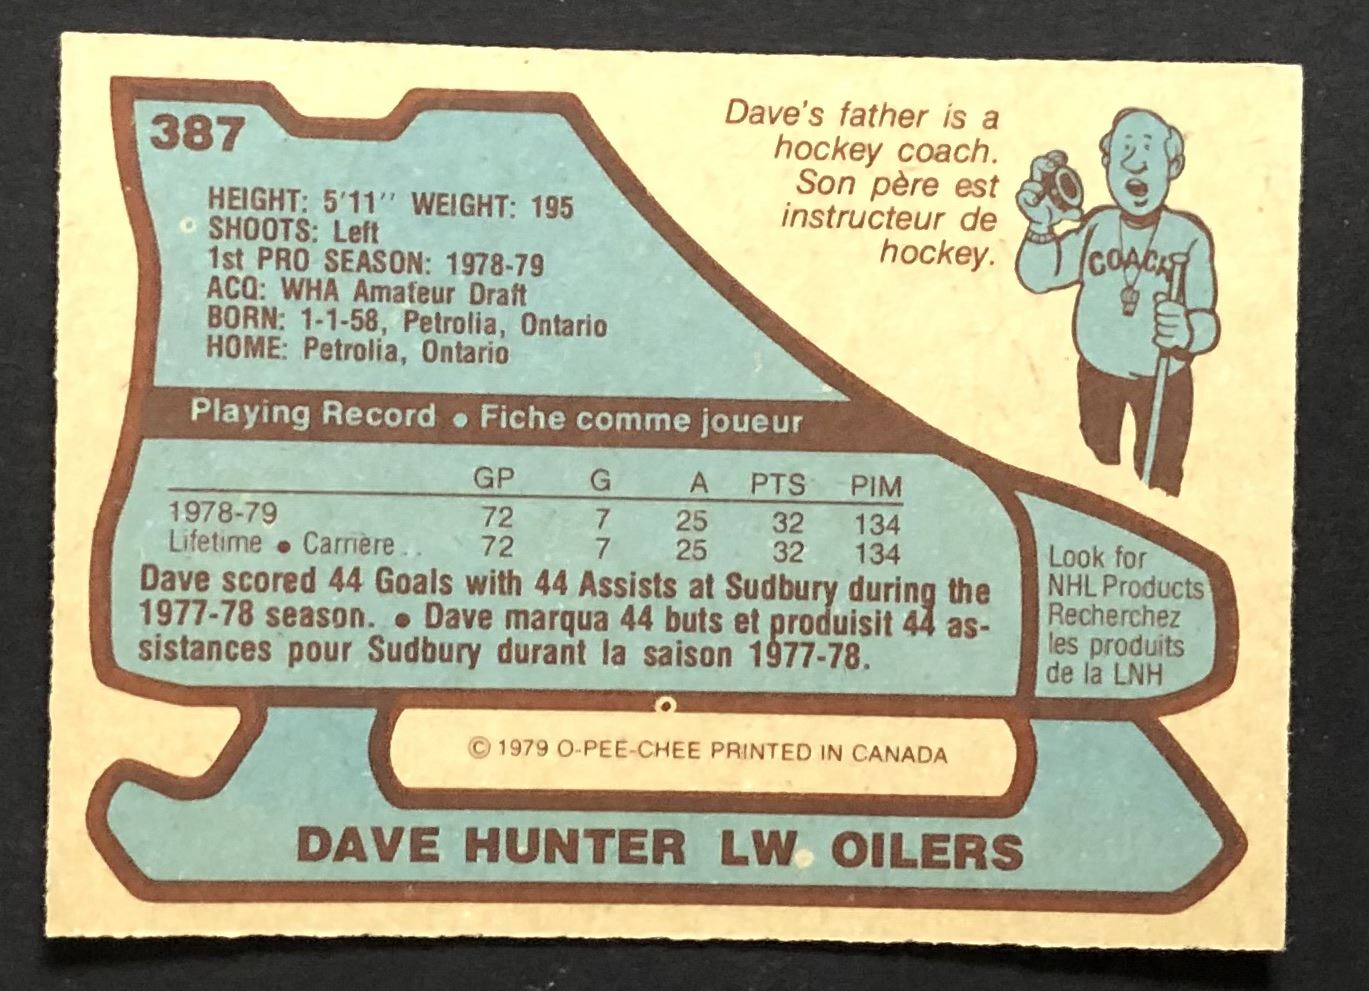 387
Dave's father is a
hockey coach.
Son père est
instructeur de
hockey.
COACH
HEIGHT: 5'11'' WEIGHT: 195
SHOOTS: Left
1st PRO SEASON: 1978-79
ACQ: WHA Amateur Draft
BORN: 1-1-58, Petrolia, Ontario
HOME: Petrolia, Ontario
Playing Record • Fiche comme joueur
GP G A PTS PIM
1978-79 72 7 25 32 134
Lifetime • Carrière .. 72 7 25 32 134
Dave scored 44 Goals with 44 Assists at Sudbury during the
1977-78 season. • Dave marqua 44 buts et produisit 44 as-
sistances pour Sudbury durant la saison 1977-78.
Look for
NHL Products
Recherchez
les produits
de la LNH
© 1979 O-PEE-CHEE PRINTED IN CANADA
DAVE HUNTER LW OILERS